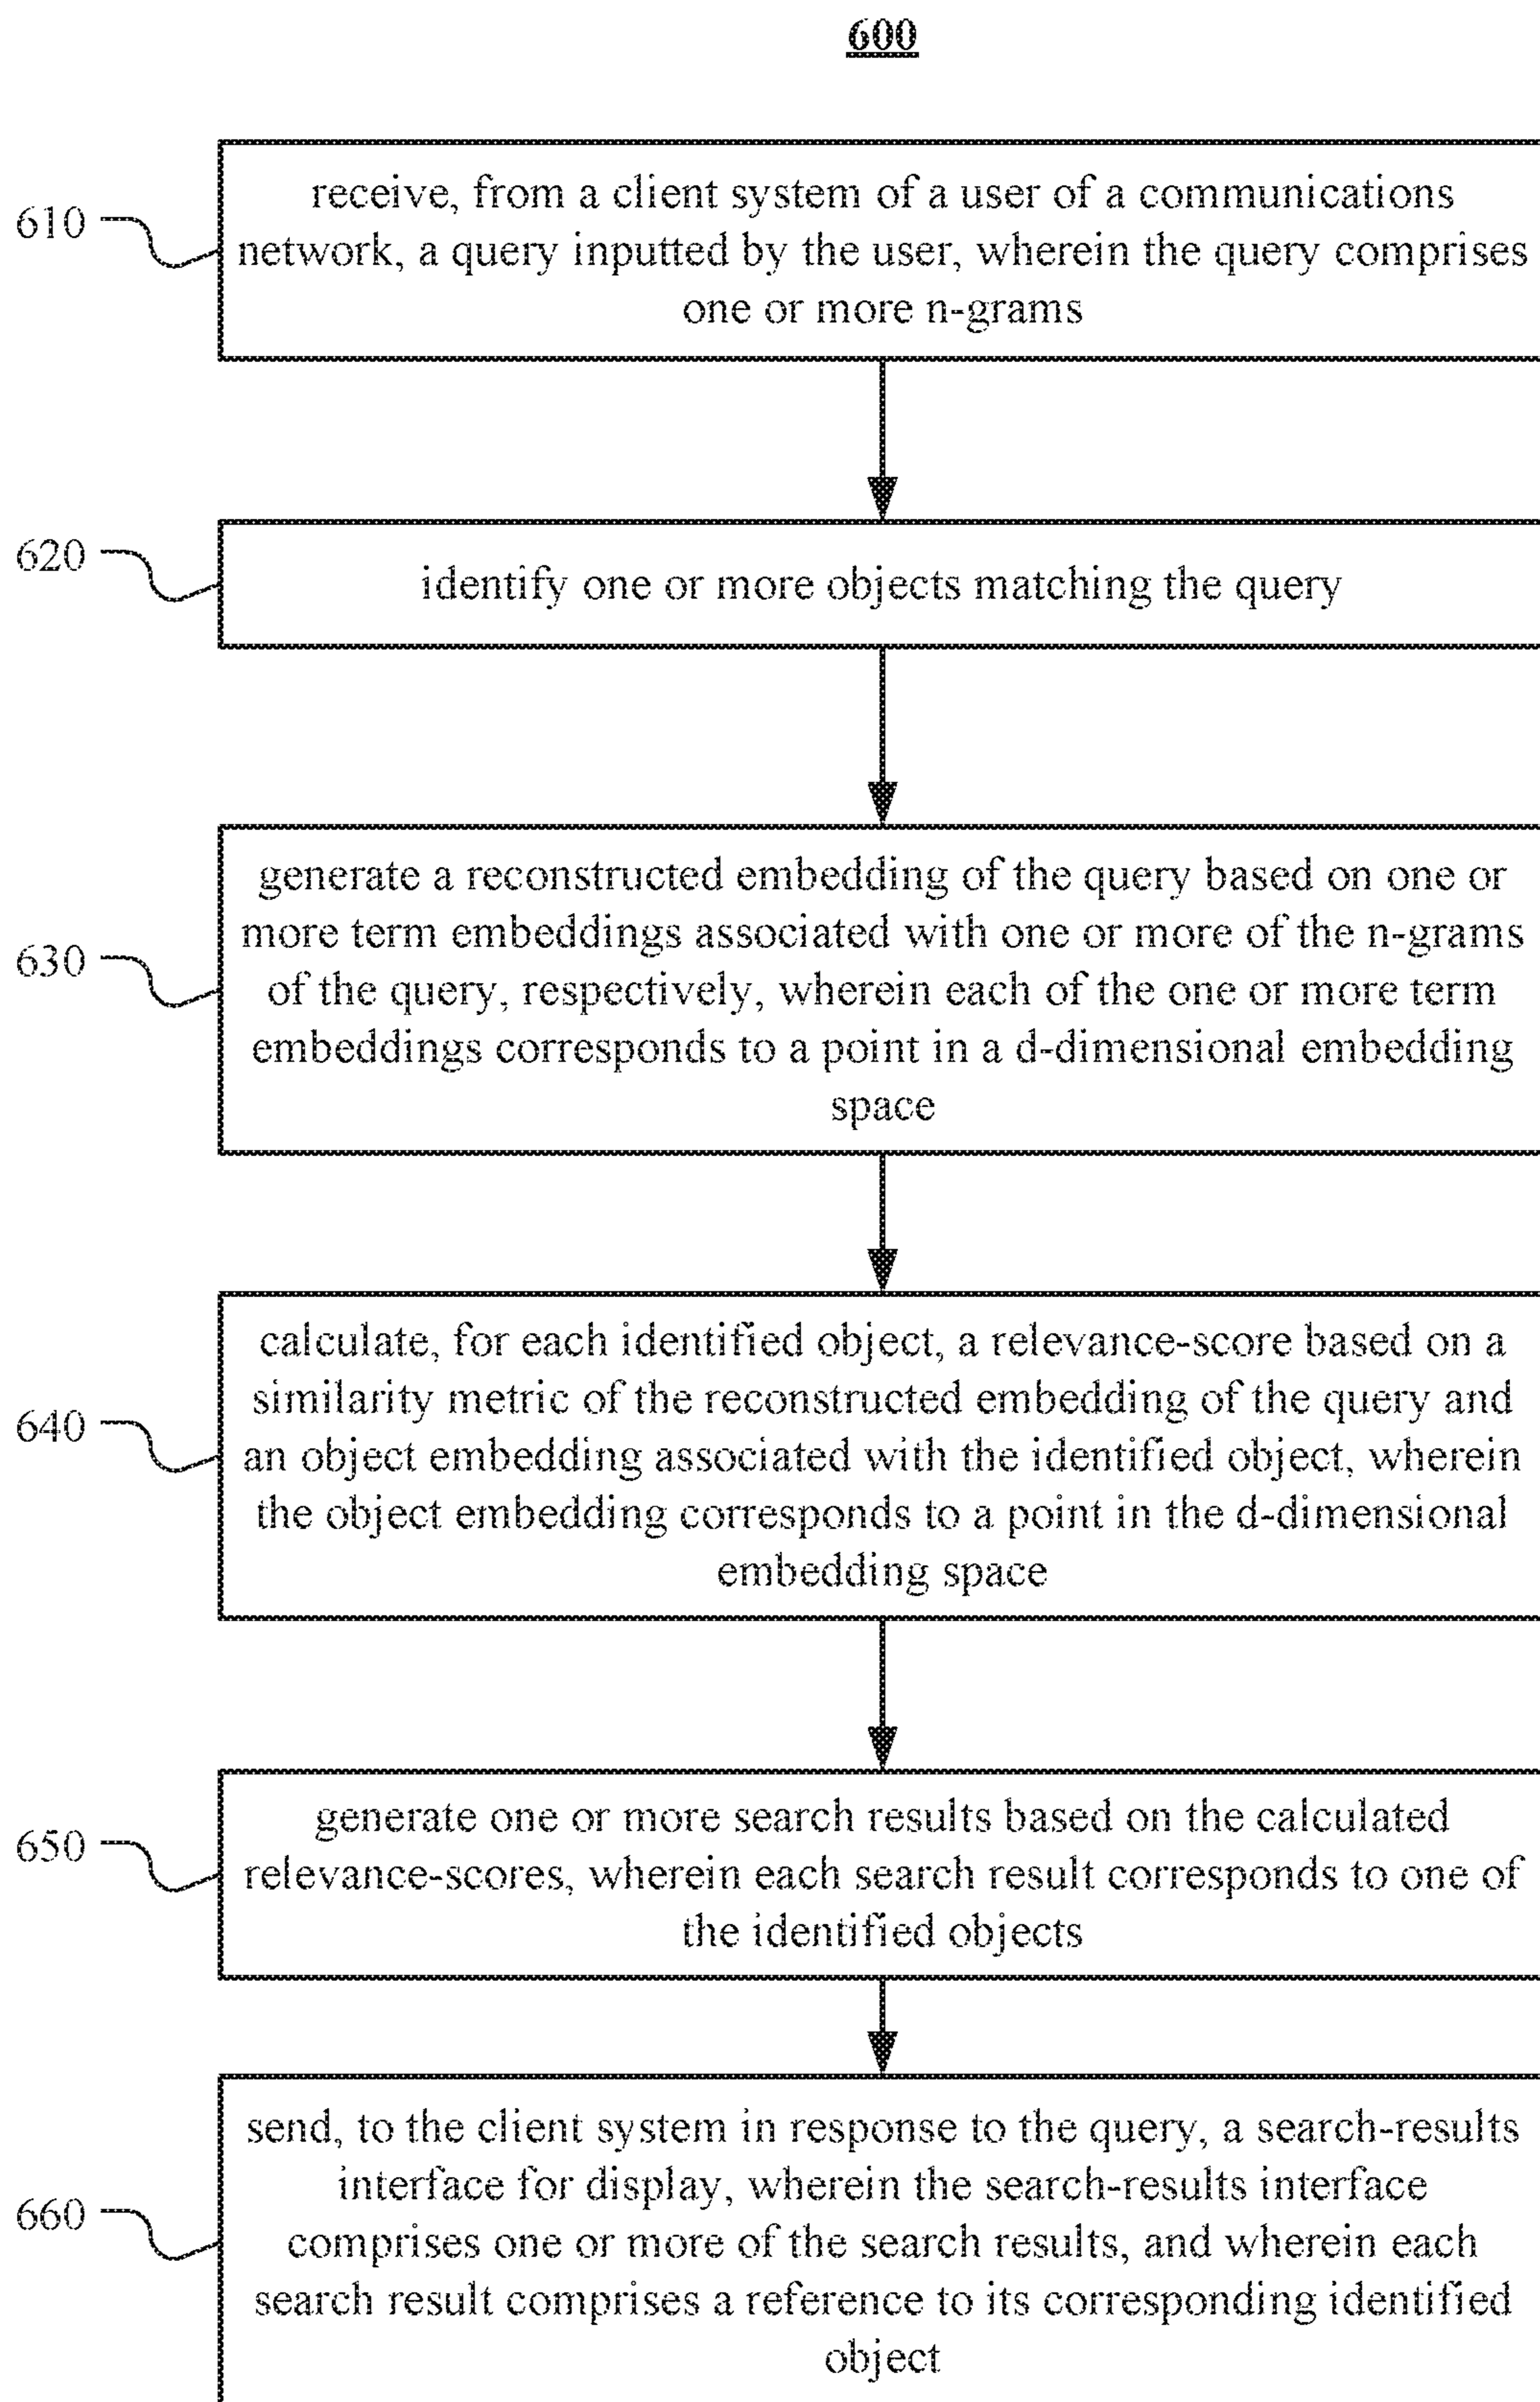 600
610
receive, from a client system of a user of a communications
network, a query inputted by the user, wherein the query comprises
one or more n-grams
620
identify one or more objects matching the query
630
generate a reconstructed embedding of the query based on one or
more term embeddings associated with one or more of the n-grams
of the query, respectively, wherein each of the one or more term
embeddings corresponds to a point in a d-dimensional embedding
space
640
calculate, for each identified object, a relevance-score based on a
similarity metric of the reconstructed embedding of the query and
an object embedding associated with the identified object, wherein
the object embedding corresponds to a point in the d-dimensional
embedding space
650
generate one or more search results based on the calculated
relevance-scores, wherein each search result corresponds to one of
the identified objects
660
send, to the client system in response to the query, a search-results
interface for display, wherein the search-results interface
comprises one or more of the search results, and wherein each
search result comprises a reference to its corresponding identified
object